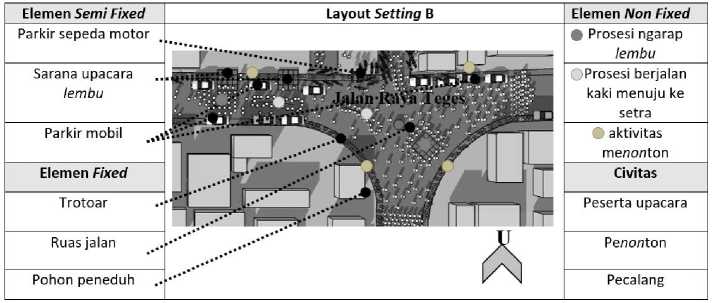 Elemen Semi Fixed
Layout Setting B
Elemen Non Fixed
Parkir sepeda motor
Sarana upacara
lembu
Parkir mobil
Elemen Fixed
Trotoar
Ruas jalan
Pohon peneduh
Jalan Raya Teges
U
Prosesi ngarap
lembu
Prosesi berjalan
kaki menuju ke
setra
aktivitas
menonton
Civitas
Peserta upacara
Penonton
Pecalang